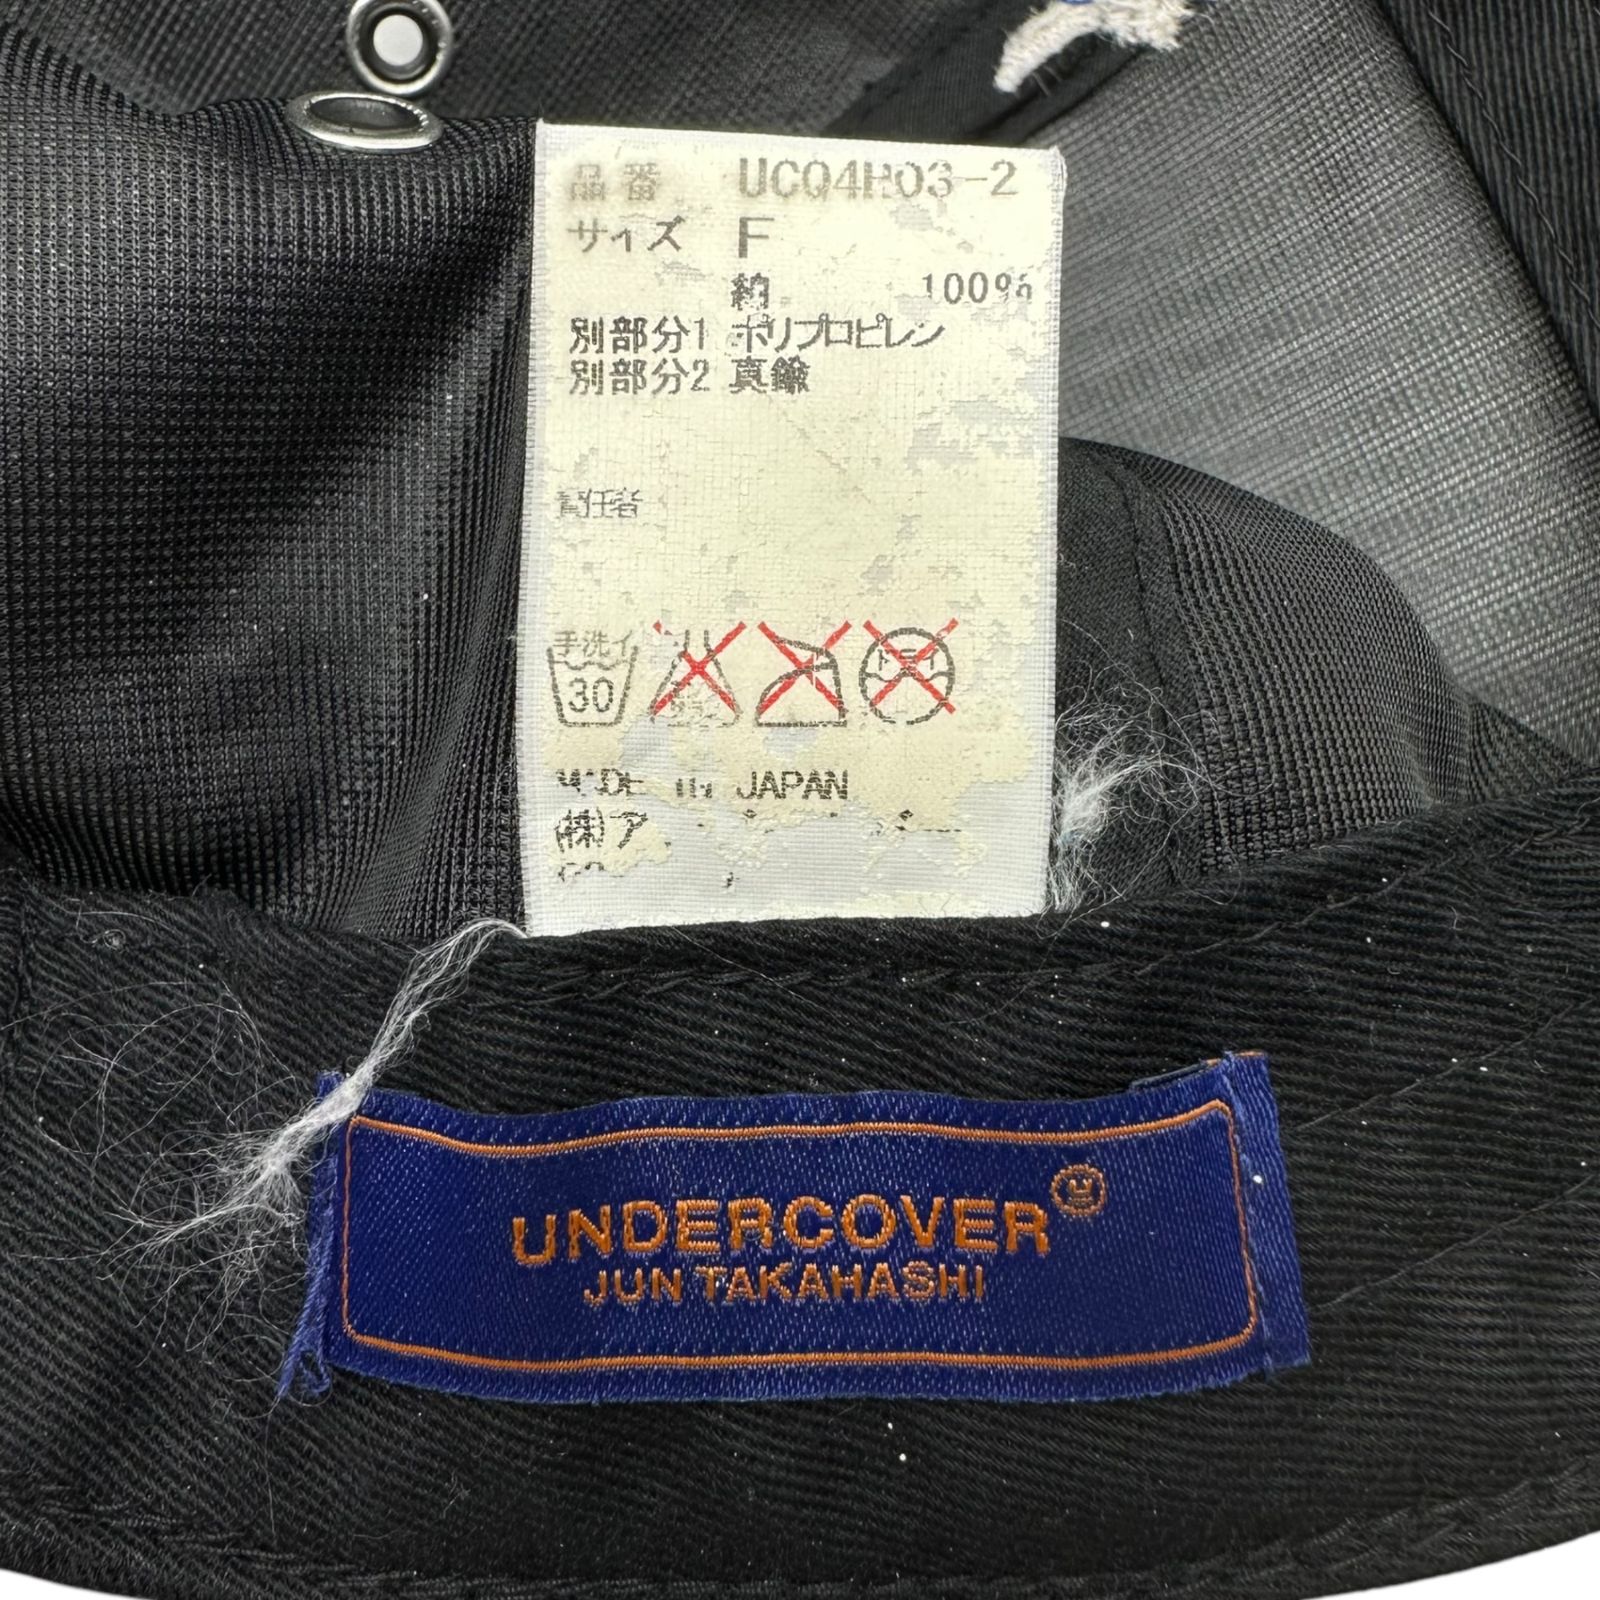 品番 UCQ4H03-2
サイズ F
綿 100%
別部分1 ポリプロピレン
別部分2 真鍮
責任者
手洗イ
30
MADE IN JAPAN
(株)ア
UNDERCOVER
JUN TAKAHASHI